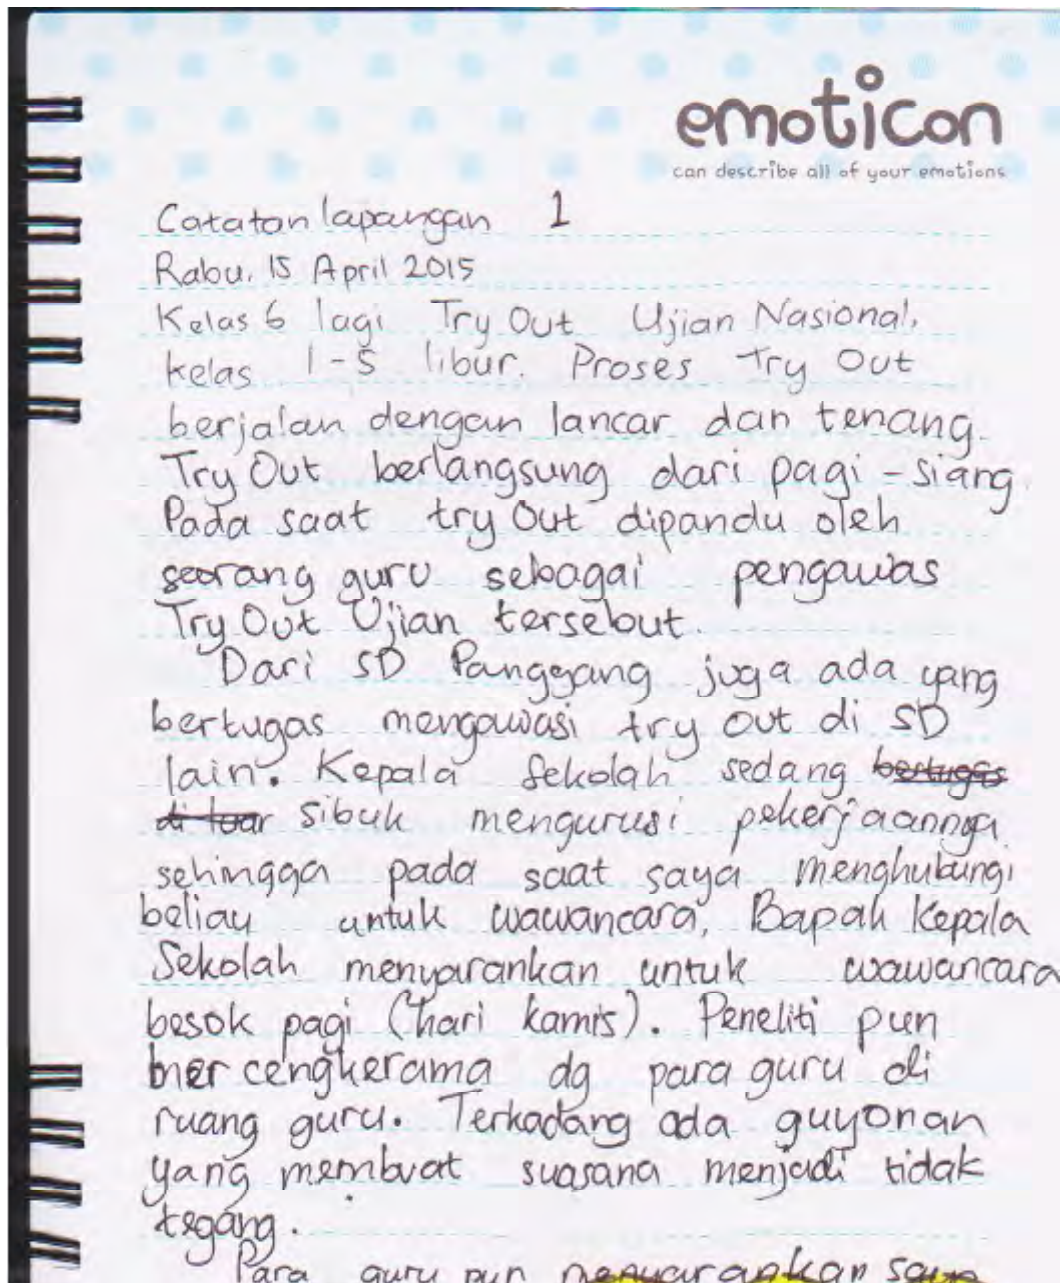 emoticon
can describe all of your emotions
Catatan lapangan 1
Rabu, 15 April 2015
Kelas 6 lagi Try Out Ujian Nasional,
kelas 1-5 libur. Proses Try Out
berjalan dengan lancar dan tenang.
Try Out berlangsung dari pagi - siang.
Pada saat try Out dipandu oleh
seorang guru sebagai pengawas
Try Out Ujian tersebut.
Dari SD Panggang juga ada yang
bertugas mengawasi try out di SD
lain. Kepala Sekolah sedang bertugas
di luar sibuk mengurusi pekerjaannya
sehingga pada saat saya menghubungi
beliau untuk wawancara, Bapak Kepala
Sekolah menyarankan untuk wawancara
besok pagi (hari kamis). Peneliti pun
ber cengkerama dg para guru di
ruang guru. Terkadang ada guyonan
yang membuat suasana menjadi tidak
tegang.
Para guru pun menyarankan saya